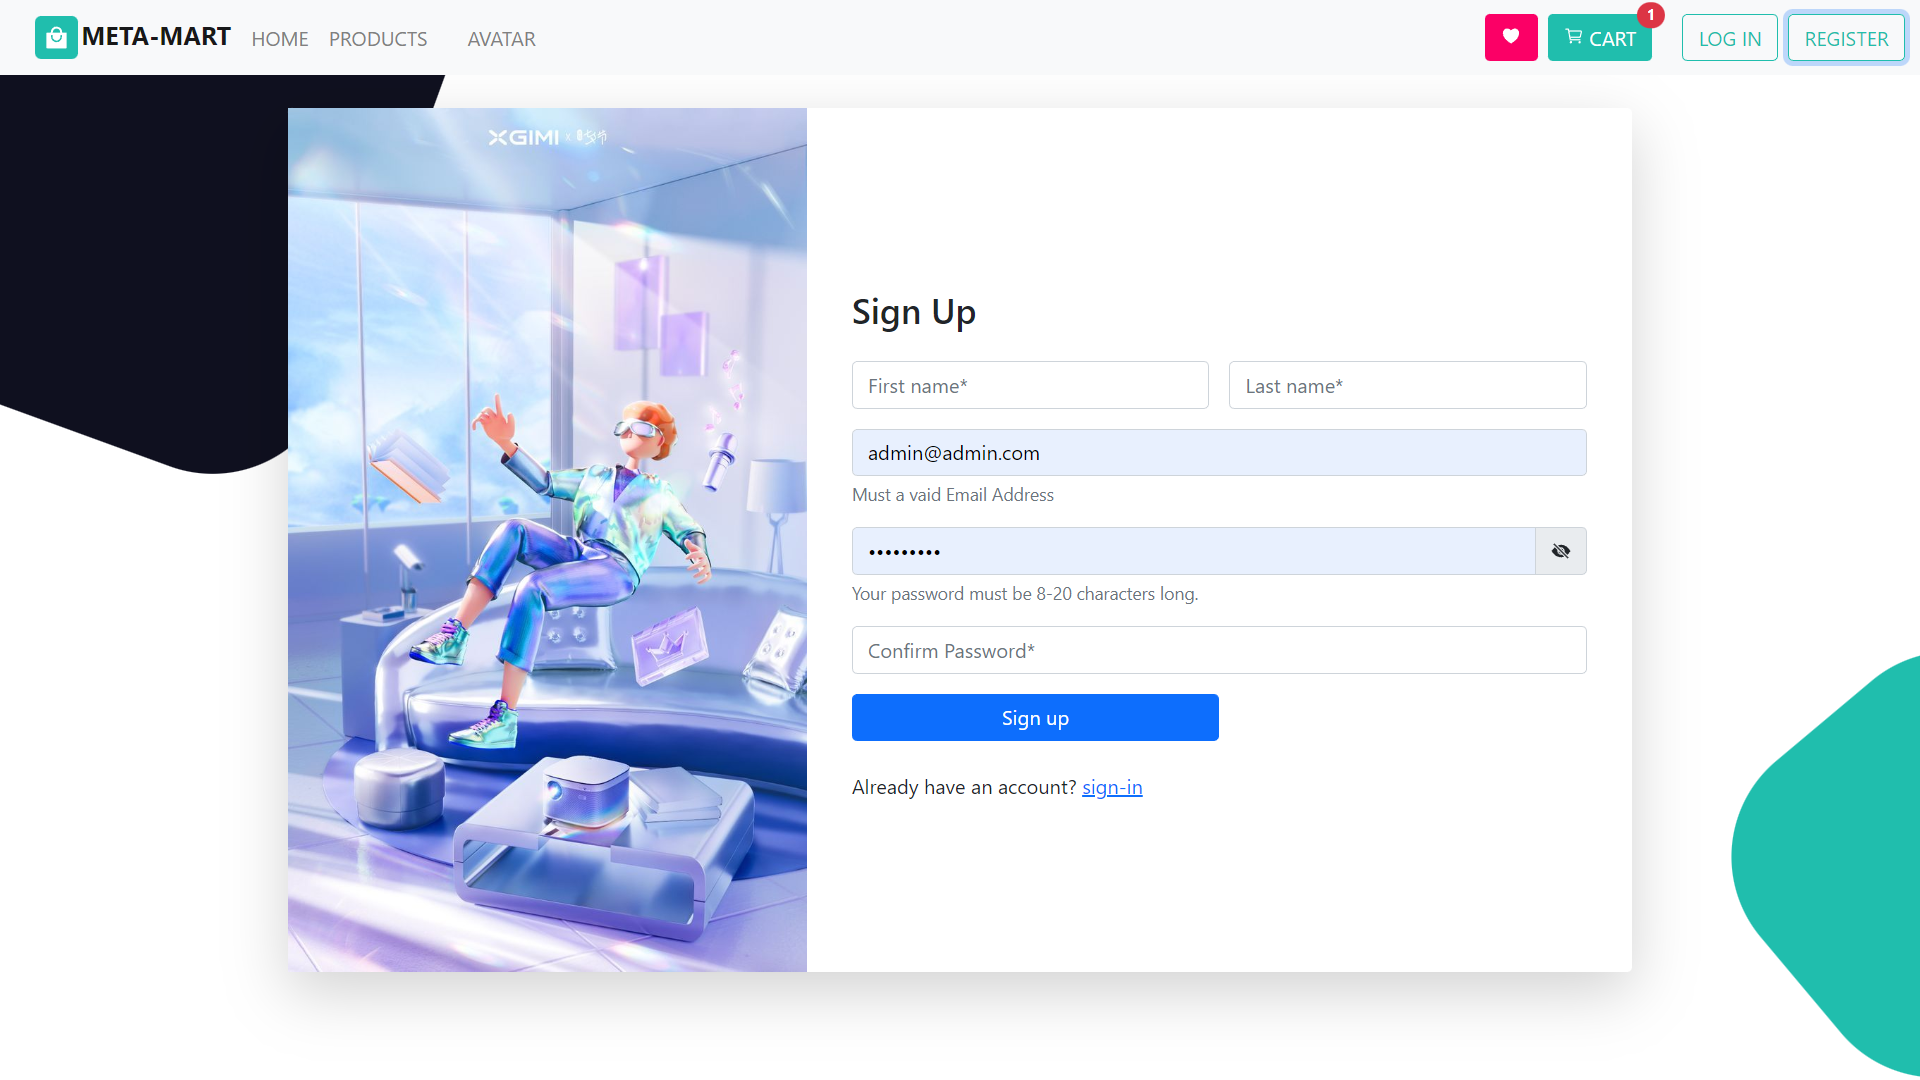 META-MART HOME PRODUCTS AVATAR CART 1 LOG IN REGISTER
XGIMI x
Sign Up
First name* Last name*
admin@admin.com
Must a vaid Email Address
•••••••••
Your password must be 8-20 characters long.
Confirm Password*
Sign up
Already have an account? sign-in